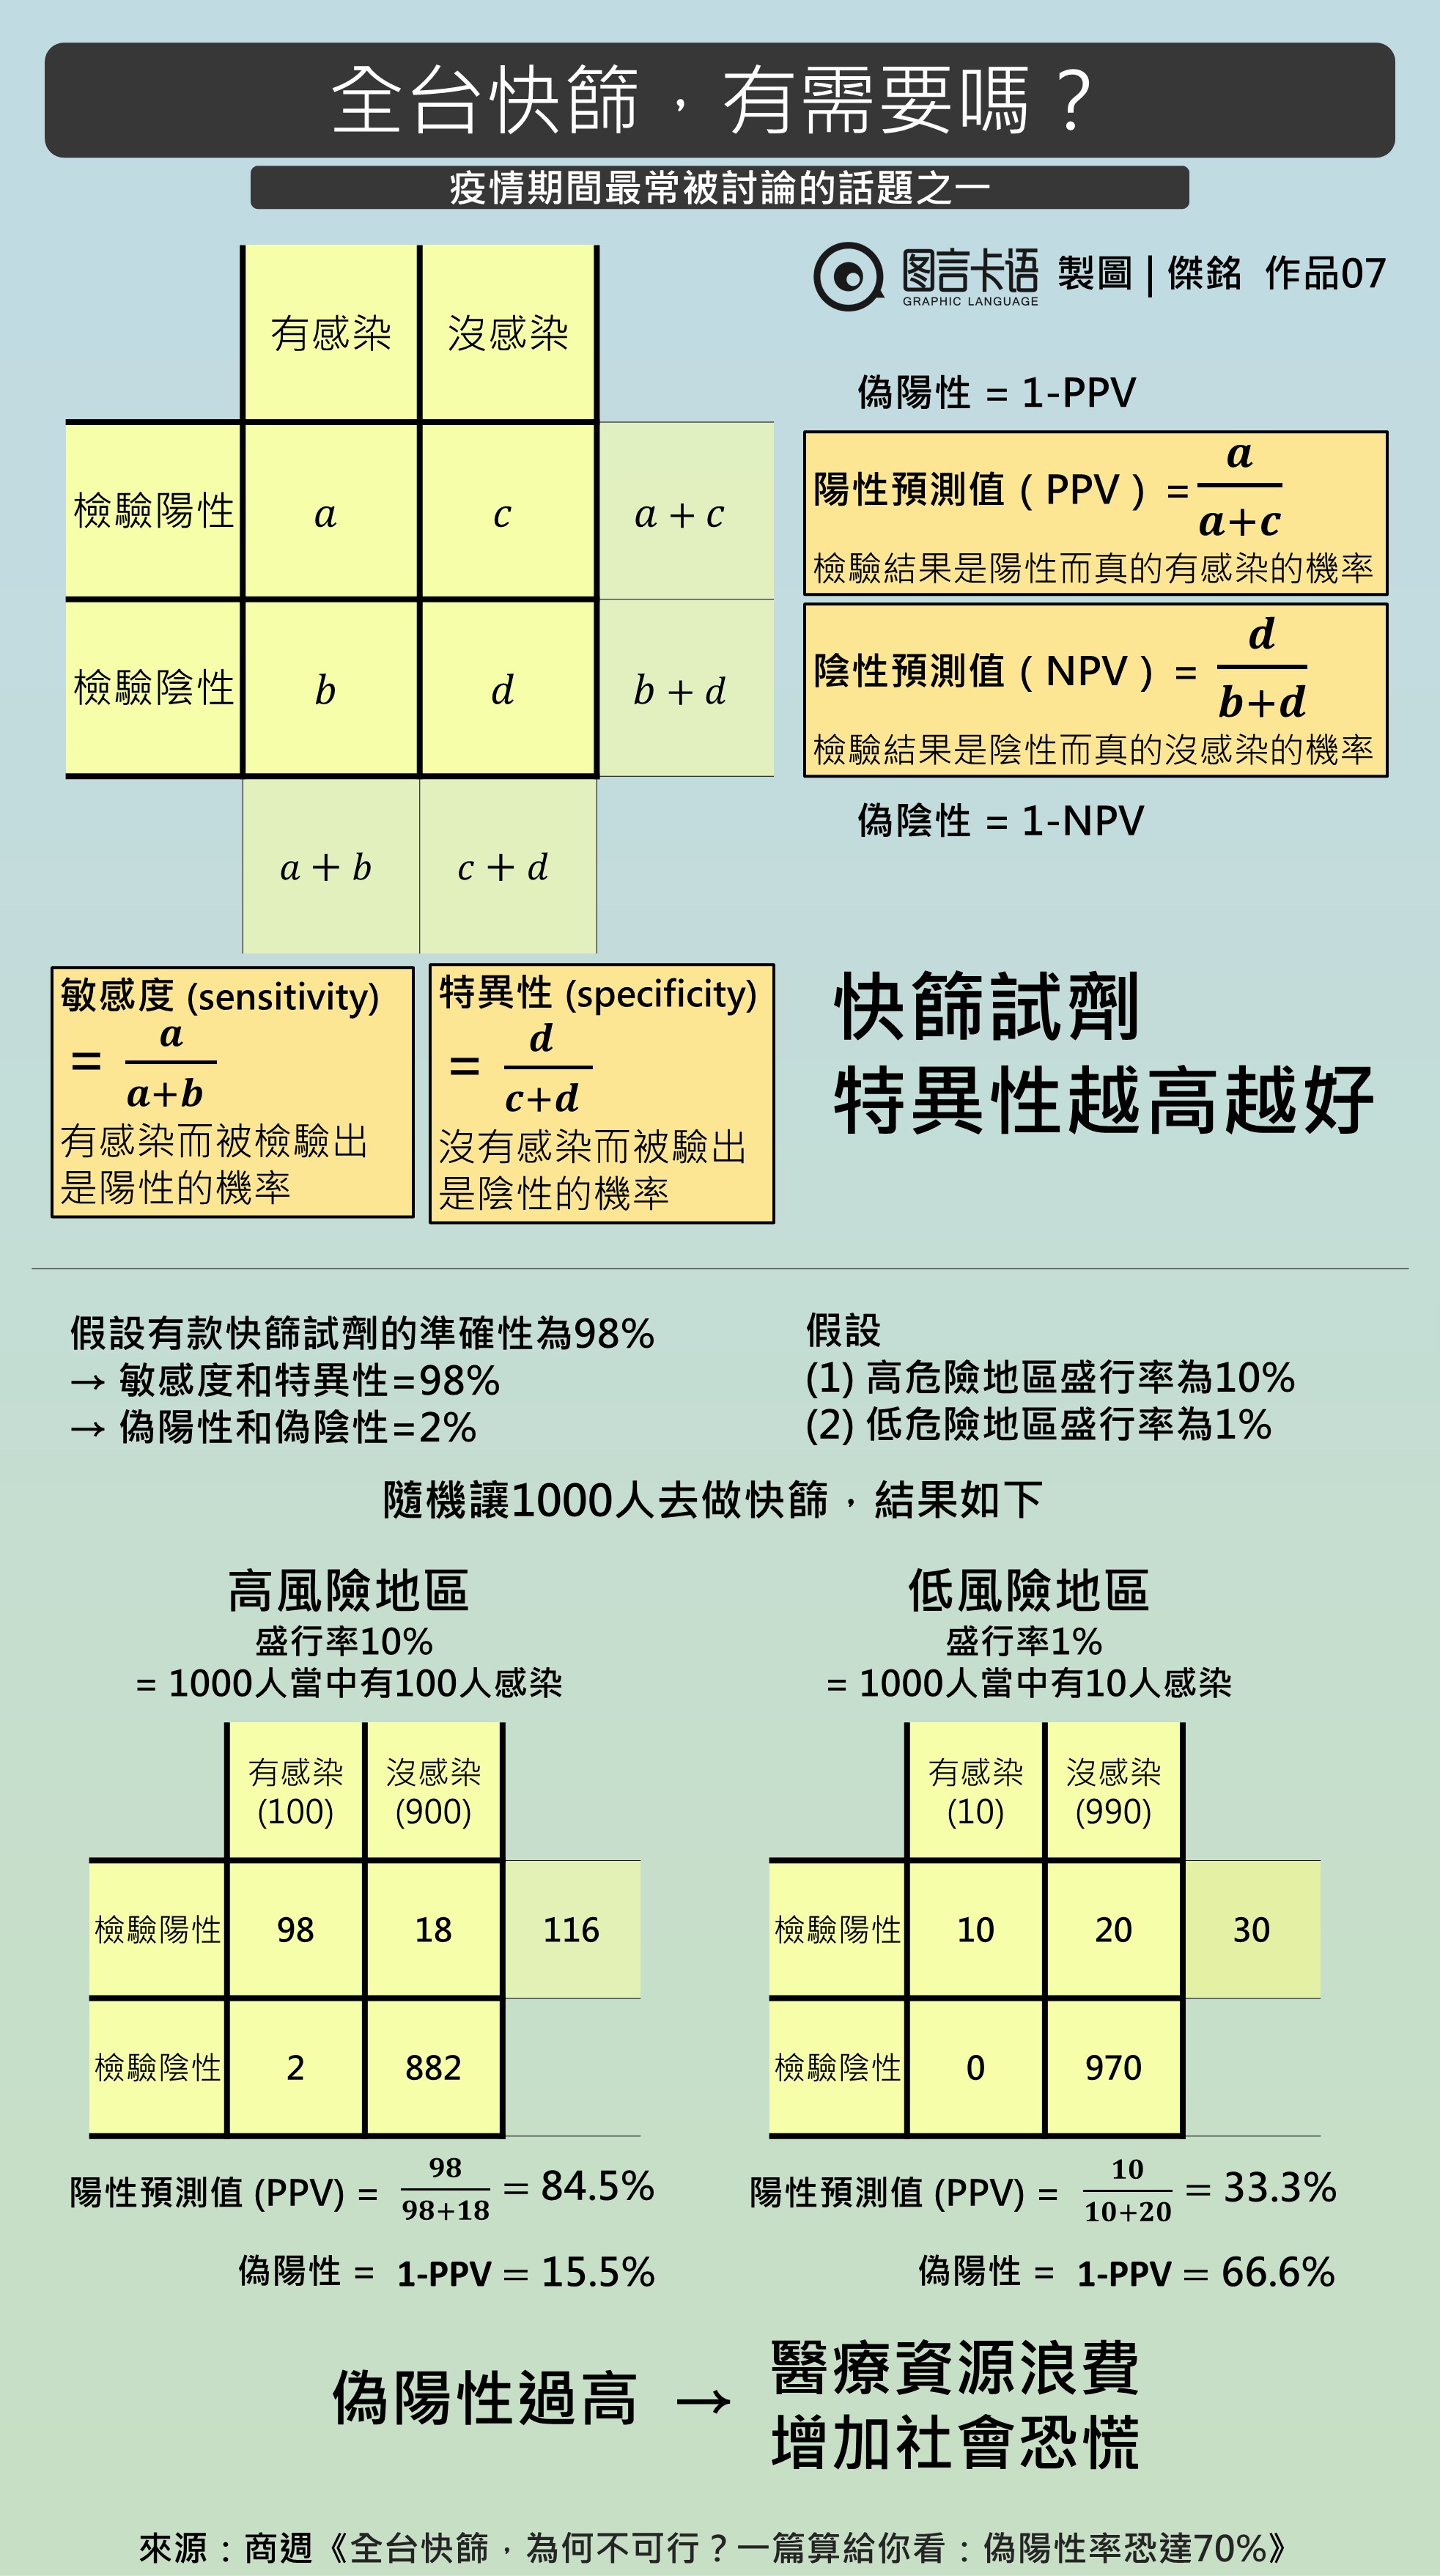 全台快篩，有需要嗎？
疫情期間最常被討論的話題之一
图言卡语
GRAPHIC LANGUAGE
製圖 | 傑銘 作品07
有感染 沒感染
檢驗陽性 a c a + c
檢驗陰性 b d b + d
a + b c + d
偽陽性 = 1-PPV
陽性預測值 ( PPV ) = a
a+c
檢驗結果是陽性而真的有感染的機率
陰性預測值 ( NPV ) = d
b+d
檢驗結果是陰性而真的沒感染的機率
偽陰性 = 1-NPV
敏感度 (sensitivity)
= a
a+b
有感染而被檢驗出
是陽性的機率
特異性 (specificity)
= d
c+d
沒有感染而被驗出
是陰性的機率
快篩試劑
特異性越高越好
假設有款快篩試劑的準確性為98%
→ 敏感度和特異性=98%
→ 偽陽性和偽陰性=2%
假設
(1) 高危險地區盛行率為10%
(2) 低危險地區盛行率為1%
隨機讓1000人去做快篩，結果如下
高風險地區
盛行率10%
= 1000人當中有100人感染
有感染 沒感染
(100) (900)
檢驗陽性 98 18 116
檢驗陰性 2 882
陽性預測值 (PPV) = 98
98+18 = 84.5%
偽陽性 = 1-PPV = 15.5%
低風險地區
盛行率1%
= 1000人當中有10人感染
有感染 沒感染
(10) (990)
檢驗陽性 10 20 30
檢驗陰性 0 970
陽性預測值 (PPV) = 10
10+20 = 33.3%
偽陽性 = 1-PPV = 66.6%
偽陽性過高 →
醫療資源浪費
增加社會恐慌
來源：商週《全台快篩，為何不可行？一篇算給你看：偽陽性率恐達70%》